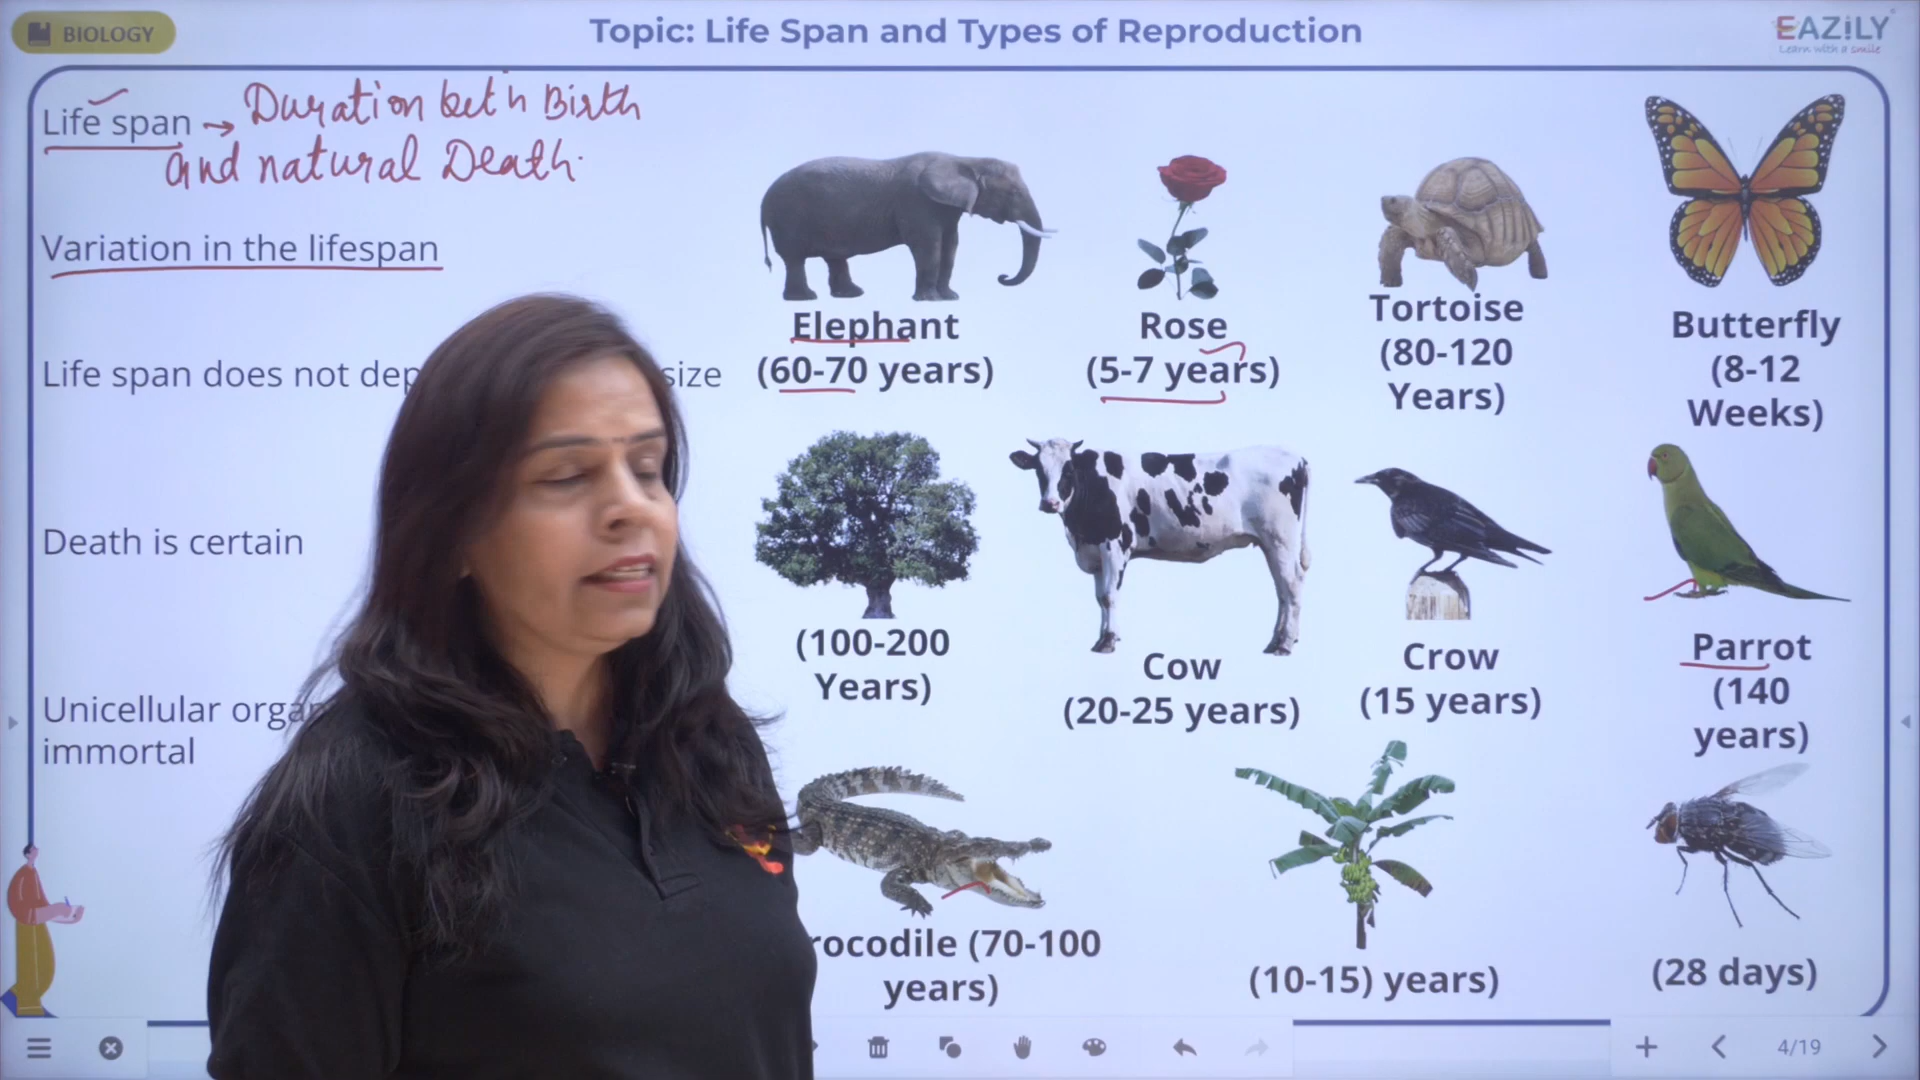 BIOLOGY
Topic: Life Span and Types of Reproduction
EAZiLY
Learn with a smile
Life span → Duration bet n Birth
and natural Death.
Variation in the lifespan
Life span does not dep size
Death is certain
Unicellular orga
immortal
Elephant
(60-70 years)
Rose
(5-7 years)
Tortoise
(80-120
Years)
Butterfly
(8-12
Weeks)
(100-200
Years)
Cow
(20-25 years)
Crow
(15 years)
Parrot
(140
years)
rocodile (70-100
years)
(10-15) years)
(28 days)
4/19